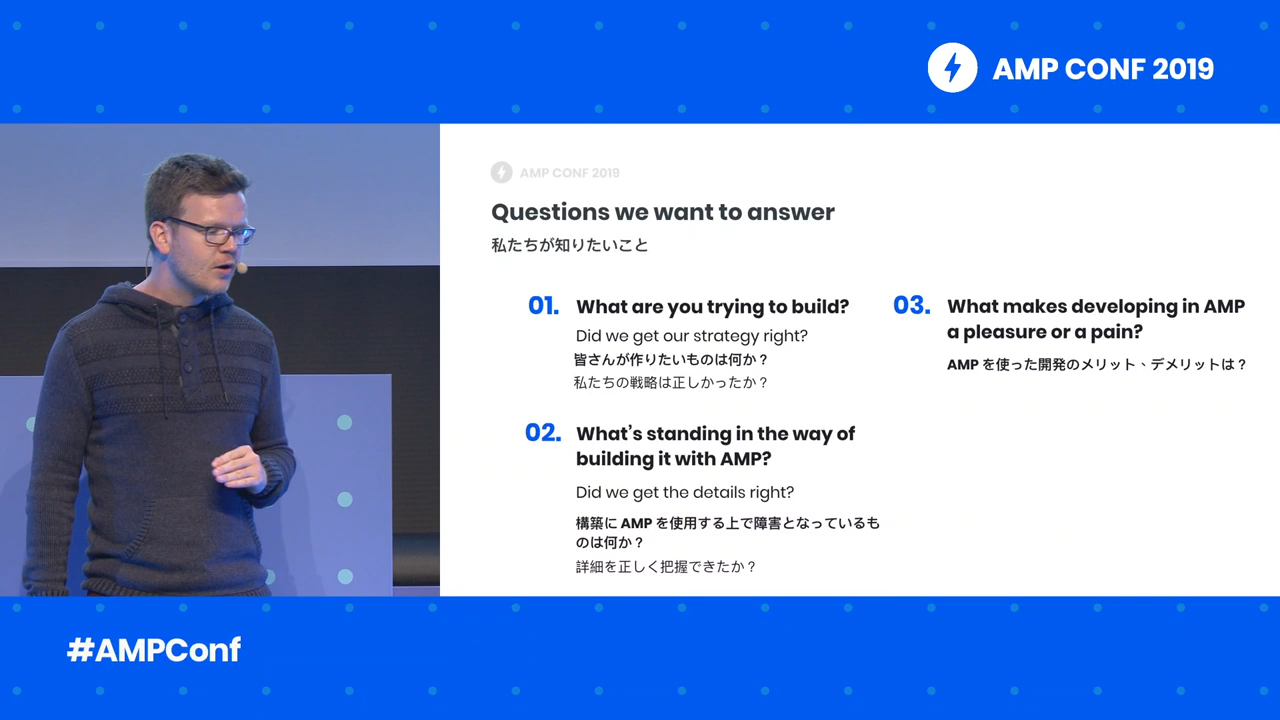 AMP CONF 2019
AMP CONF 2019
Questions we want to answer
私たちが知りたいこと
01. What are you trying to build?
Did we get our strategy right?
皆さんが作りたいものは何か？
私たちの戦略は正しかったか？
02. What’s standing in the way of
building it with AMP?
Did we get the details right?
構築に AMP を使用する上で障害となっているも
のは何か？
詳細を正しく把握できたか？
03. What makes developing in AMP
a pleasure or a pain?
AMP を使った開発のメリット、デメリットは？
#AMPConf